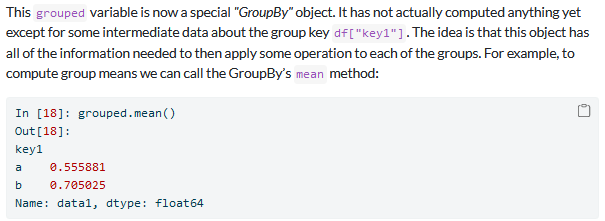 This grouped variable is now a special "GroupBy" object. It has not actually computed anything yet
except for some intermediate data about the group key df["key1"]. The idea is that this object has
all of the information needed to then apply some operation to each of the groups. For example, to
compute group means we can call the GroupBy's mean method:
In [18]: grouped.mean()
Out[18]:
key1
a    0.555881
b    0.705025
Name: data1, dtype: float64